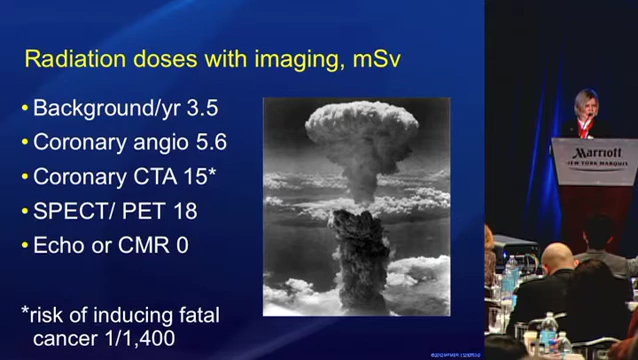 Radiation doses with imaging, mSv
• Background/yr 3.5
• Coronary angio 5.6
• Coronary CTA 15*
• SPECT/ PET 18
• Echo or CMR 0
*risk of inducing fatal
cancer 1/1,400
Marriott
NEW YORK MARQUIS